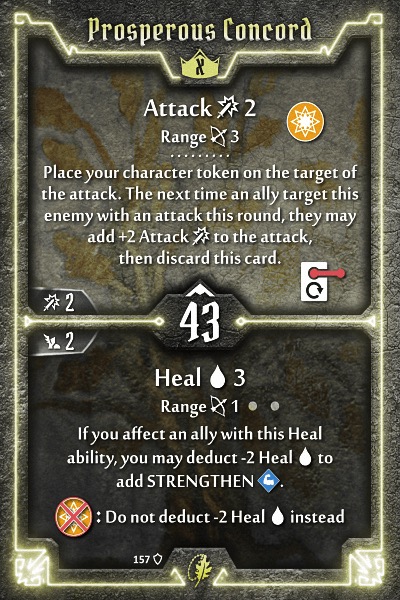 Prosperous Concord
X
Attack 2
Range 3
Place your character token on the target of
the attack. The next time an ally target this
enemy with an attack this round, they may
add +2 Attack to the attack,
then discard this card.
2
43
2
Heal 3
Range 1
If you affect an ally with this Heal
ability, you may deduct -2 Heal to
add STRENGTHEN .
: Do not deduct -2 Heal instead
157